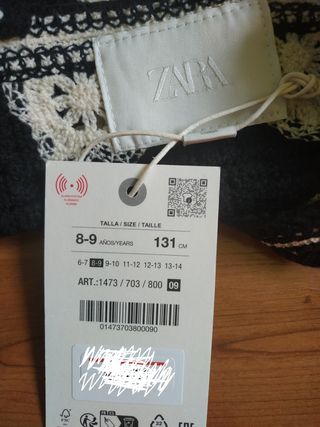 ZARA
TALLA / SIZE / TAILLE
8-9 AÑOS/YEARS 131 CM
6-7 8-9 9-10 11-12 12-13 13-14
ART.:1473 / 703 / 800 09
01473703800090